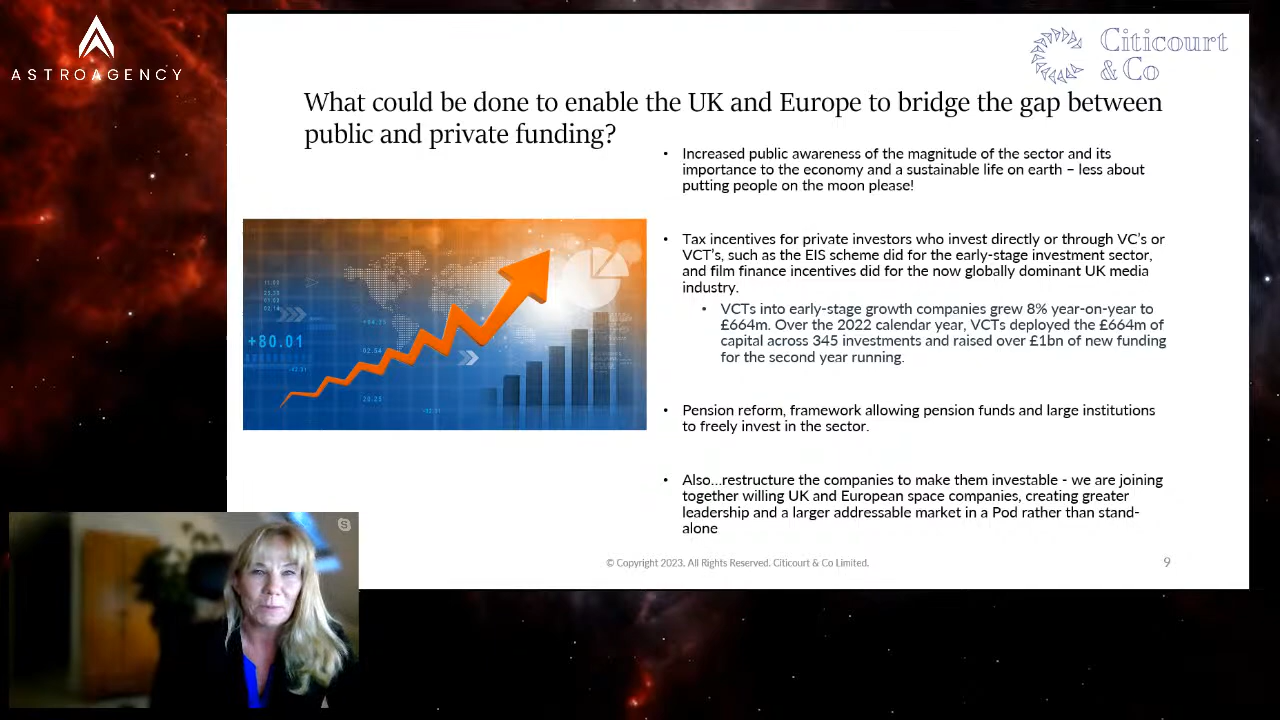 ASTROAGENCY
Citicourt
& Co
What could be done to enable the UK and Europe to bridge the gap between
public and private funding?
• Increased public awareness of the magnitude of the sector and its
importance to the economy and a sustainable life on earth – less about
putting people on the moon please!
• Tax incentives for private investors who invest directly or through VC's or
VCT's, such as the EIS scheme did for the early-stage investment sector,
and film finance incentives did for the now globally dominant UK media
industry.
• VCTs into early-stage growth companies grew 8% year-on-year to
£664m. Over the 2022 calendar year, VCTs deployed the £664m of
capital across 345 investments and raised over £1bn of new funding
for the second year running.
• Pension reform, framework allowing pension funds and large institutions
to freely invest in the sector.
• Also...restructure the companies to make them investable - we are joining
together willing UK and European space companies, creating greater
leadership and a larger addressable market in a Pod rather than stand-
alone
+80.01
02.54
20.23
© Copyright 2023. All Rights Reserved. Citicourt & Co Limited.
9